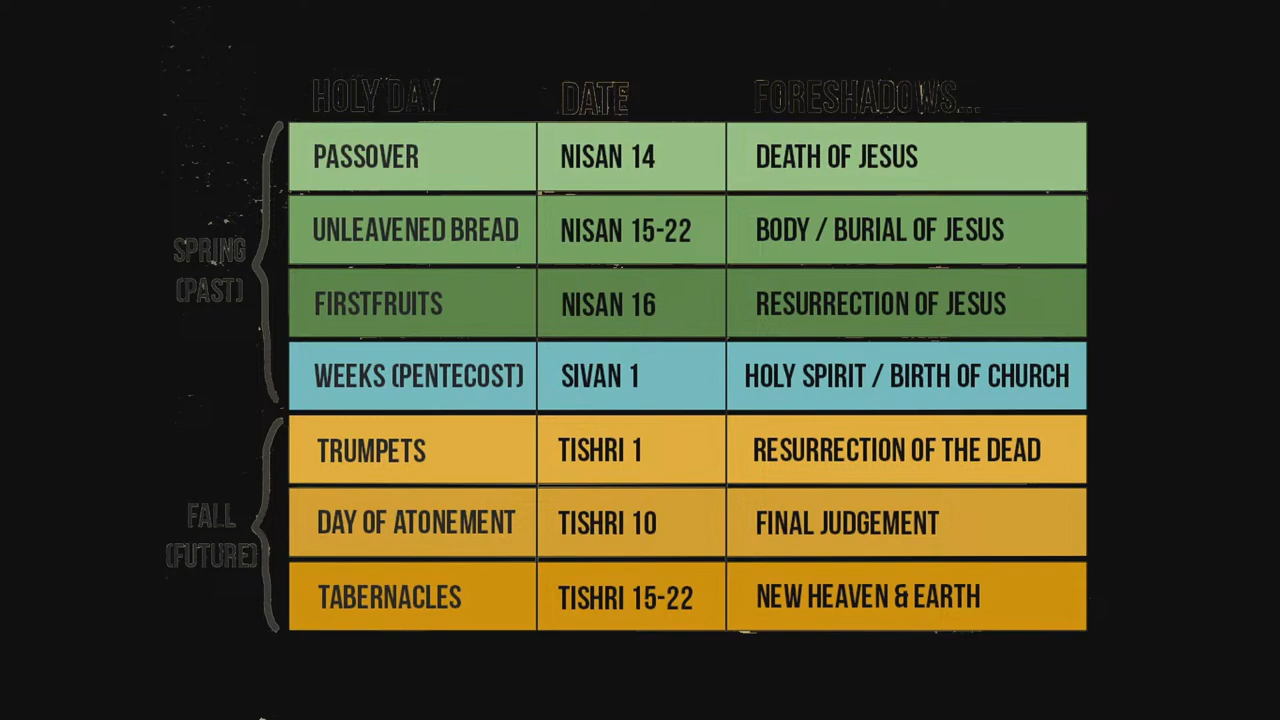 HOLY DAY DATE FORESHADOWS...
PASSOVER NISAN 14 DEATH OF JESUS
UNLEAVENED BREAD NISAN 15-22 BODY / BURIAL OF JESUS
SPRING
(PAST)
FIRSTFRUITS NISAN 16 RESURRECTION OF JESUS
WEEKS (PENTECOST) SIVAN 1 HOLY SPIRIT / BIRTH OF CHURCH
TRUMPETS TISHRI 1 RESURRECTION OF THE DEAD
FALL
(FUTURE)
DAY OF ATONEMENT TISHRI 10 FINAL JUDGEMENT
TABERNACLES TISHRI 15-22 NEW HEAVEN & EARTH